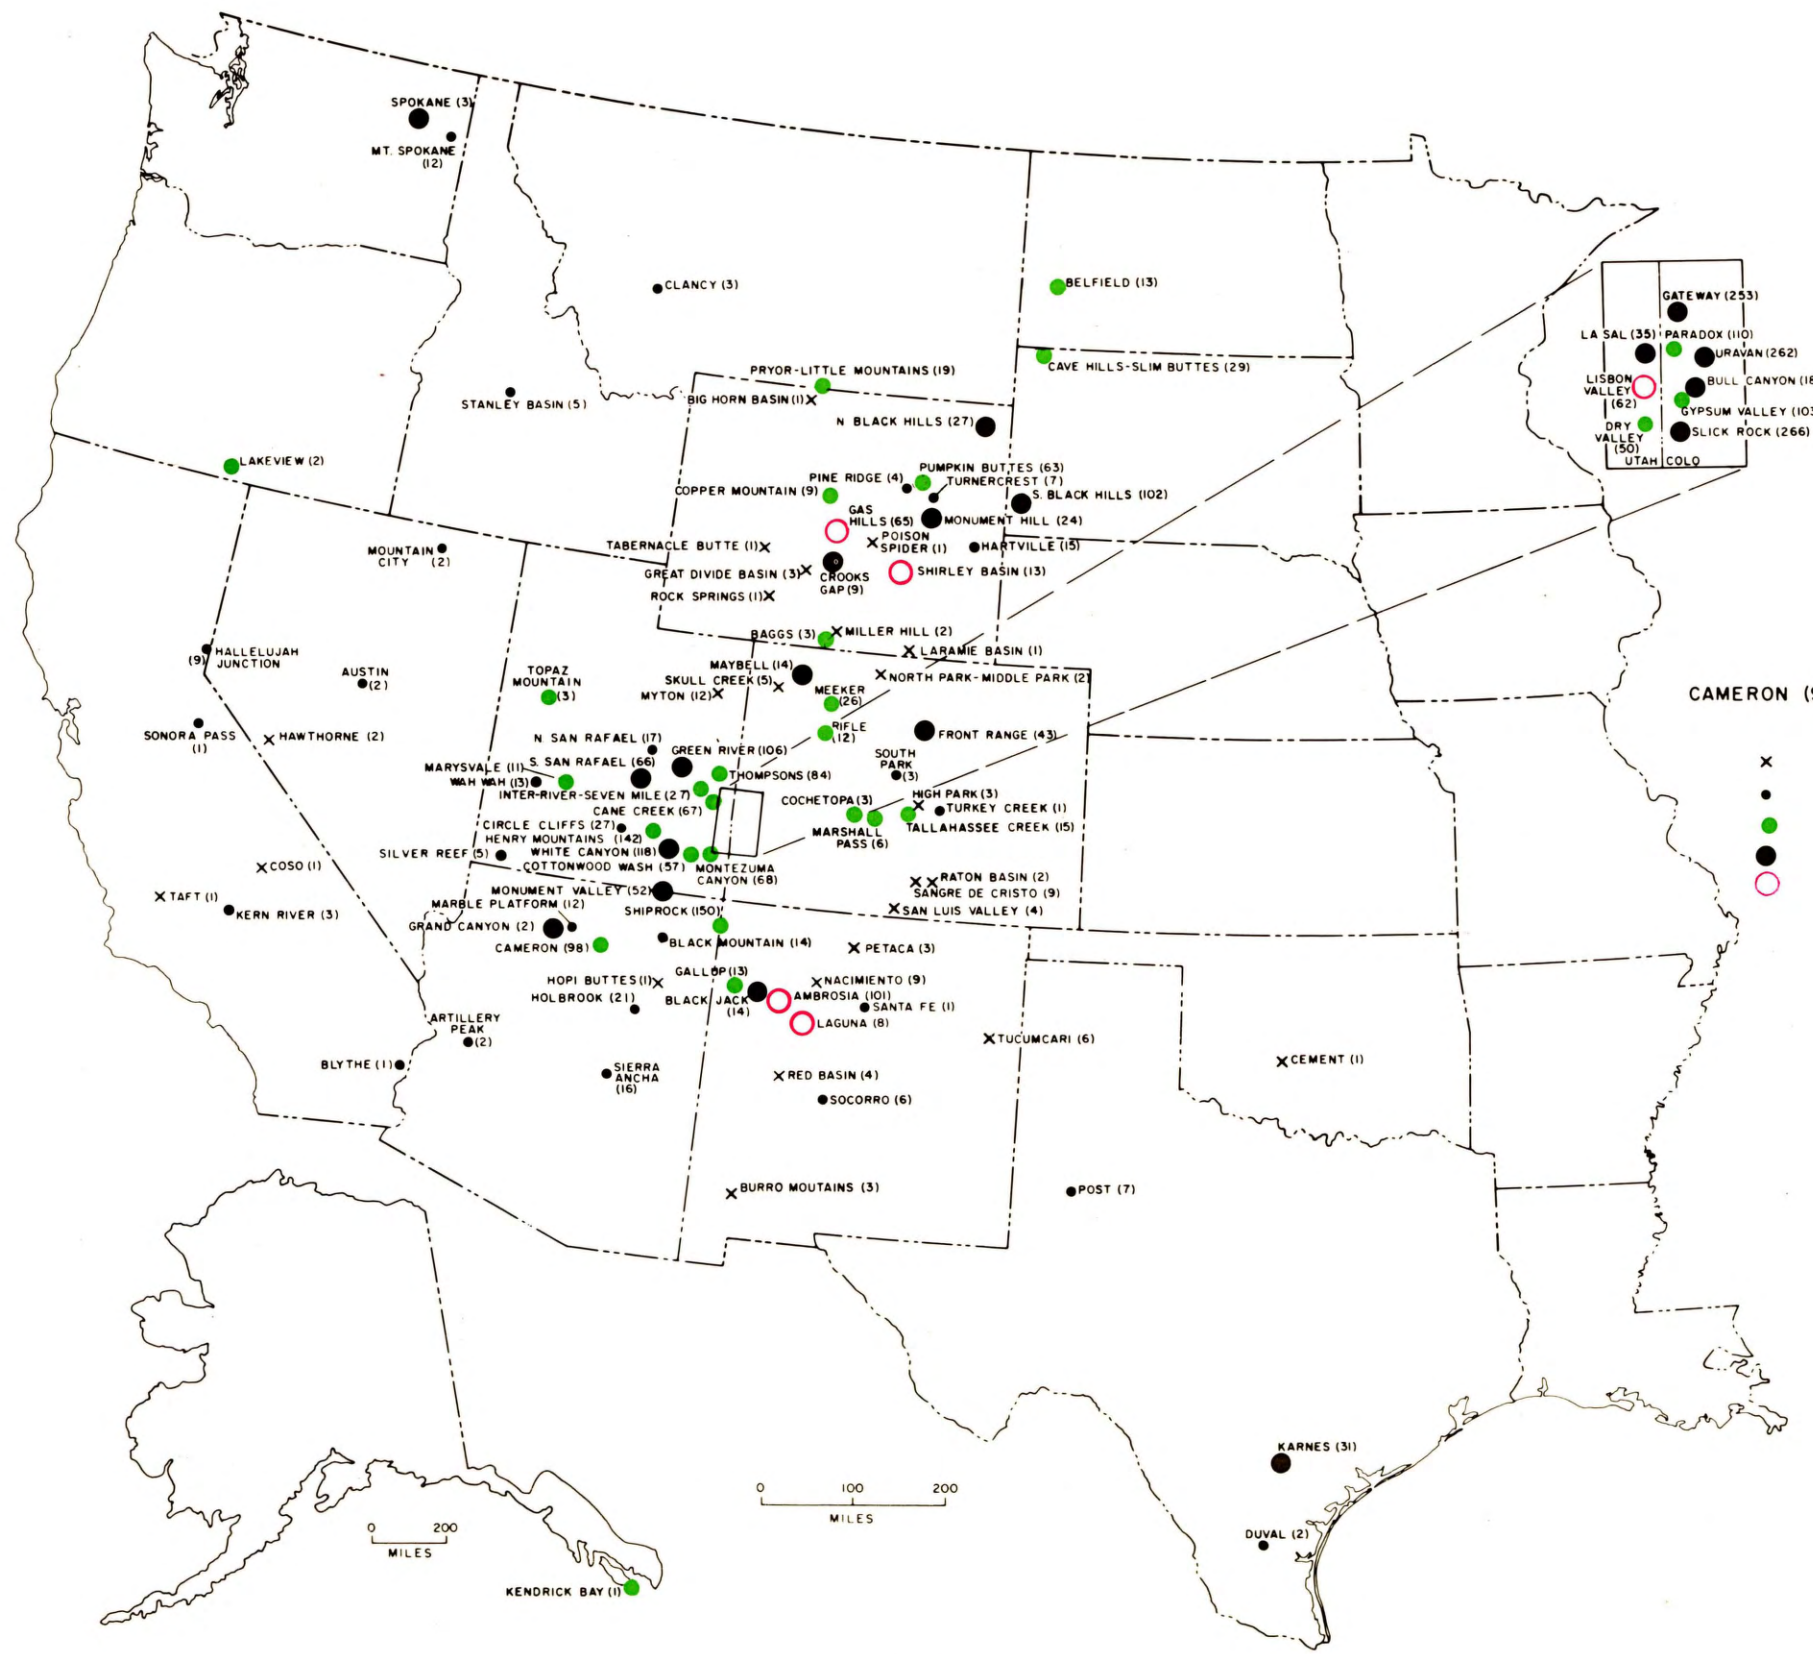 SPOKANE (3)
MT. SPOKANE
(12)
CLANCY (3)
BELFIELD (13)
GATEWAY (253)
LA SAL (35)
PARADOX (110)
URAVAN (262)
LISBON
VALLEY
(62)
BULL CANYON (18
GYPSUM VALLEY (103
DRY
VALLEY
(50)
SLICK ROCK (266)
UTAH COLO
CAVE HILLS-SLIM BUTTES (29)
PRYOR-LITTLE MOUNTAINS (19)
BIG HORN BASIN (1)
STANLEY BASIN (5)
N BLACK HILLS (27)
LAKEVIEW (2)
PUMPKIN BUTTES (63)
PINE RIDGE (4)
TURNERCREST (7)
COPPER MOUNTAIN (9)
S. BLACK HILLS (102)
GAS
HILLS (65)
MONUMENT HILL (24)
POISON
SPIDER (1)
HARTVILLE (15)
TABERNACLE BUTTE (1)
MOUNTAIN
CITY (2)
GREAT DIVIDE BASIN (3)
CROOKS
GAP (9)
SHIRLEY BASIN (13)
ROCK SPRINGS (1)
BAGGS (3)
MILLER HILL (2)
LARAMIE BASIN (1)
HALLELUJAH
JUNCTION
(9)
AUSTIN
(2)
TOPAZ
MOUNTAIN
(3)
MAYBELL (14)
SKULL CREEK (5)
MYTON (12)
NORTH PARK-MIDDLE PARK (2)
MEEKER
(26)
CAMERON (9
SONORA PASS
(1)
HAWTHORNE (2)
RIFLE
(12)
FRONT RANGE (43)
N. SAN RAFAEL (17)
GREEN RIVER (106)
SOUTH
PARK
(3)
S. SAN RAFAEL (66)
MARYSVALE (11)
WAH WAH (13)
THOMPSONS (84)
INTER-RIVER-SEVEN MILE (27)
CANE CREEK (67)
COCHETOPA (3)
HIGH PARK (3)
TURKEY CREEK (1)
TALLAHASSEE CREEK (15)
MARSHALL
PASS (6)
CIRCLE CLIFFS (27)
HENRY MOUNTAINS (142)
WHITE CANYON (118)
SILVER REEF (5)
COTTONWOOD WASH (57)
MONTEZUMA
CANYON (68)
COSO (1)
RATON BASIN (2)
SANGRE DE CRISTO (9)
SAN LUIS VALLEY (4)
MONUMENT VALLEY (52)
MARBLE PLATFORM (12)
SHIPROCK (150)
TAFT (1)
KERN RIVER (3)
GRAND CANYON (2)
CAMERON (98)
BLACK MOUNTAIN (14)
PETACA (3)
HOPI BUTTES (1)
GALLUP (13)
NACIMIENTO (9)
HOLBROOK (21)
BLACK JACK
(14)
AMBROSIA (101)
SANTA FE (1)
LAGUNA (8)
ARTILLERY
PEAK
(2)
TUCUMCARI (6)
CEMENT (1)
BLYTHE (1)
SIERRA
ANCHA
(16)
RED BASIN (4)
SOCORRO (6)
BURRO MOUTAINS (3)
POST (7)
KARNES (31)
DUVAL (2)
0 100 200
MILES
0 200
MILES
KENDRICK BAY (1)